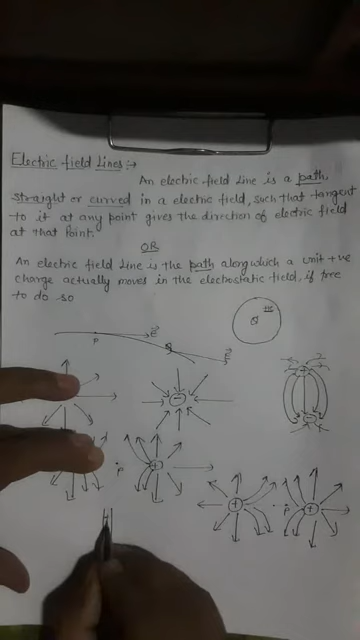 Electric field Lines :→
An electric field Line is a path,
straight or curved in a electric field, such that tangent
to it at any point gives the direction of electric field
at that Point.
OR
An electric field Line is the path along which a unit +ve
charge actually moves in the electrostatic field, if free
to do so
P E
Q E
+
-
-
P +
+ P +